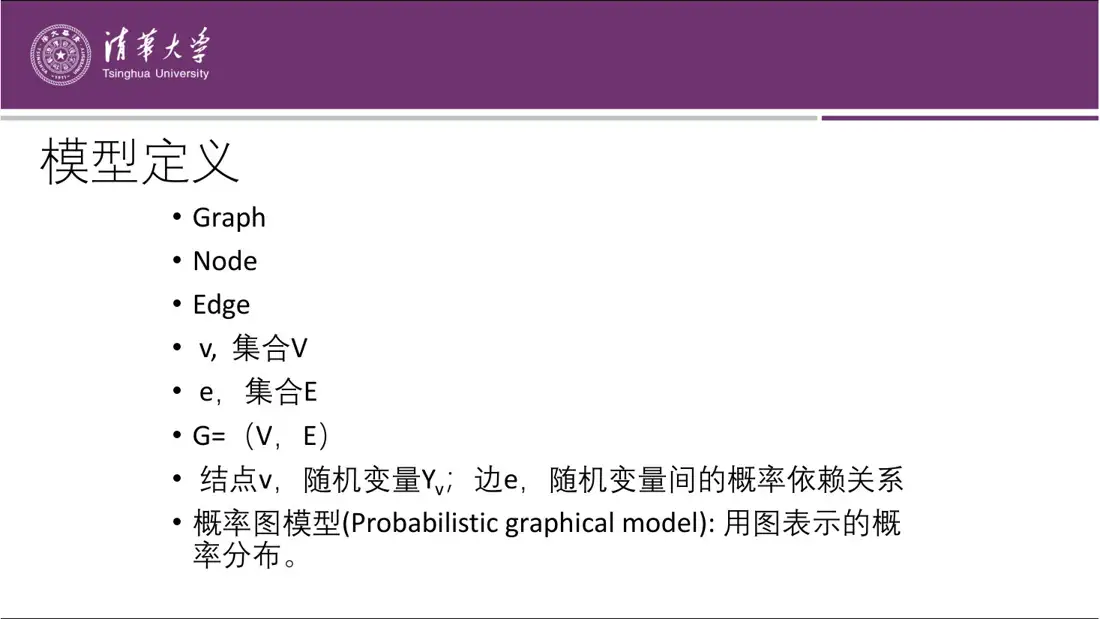 清华大学
Tsinghua University
模型定义
• Graph
• Node
• Edge
• v, 集合V
• e，集合E
• G=（V，E）
• 结点v，随机变量Yv；边e，随机变量间的概率依赖关系
• 概率图模型(Probabilistic graphical model): 用图表示的概
率分布。